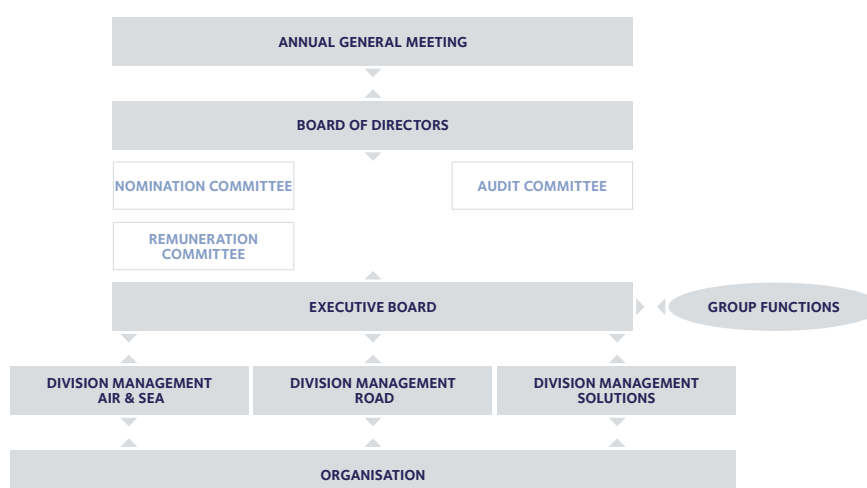 ANNUAL GENERAL MEETING
BOARD OF DIRECTORS
NOMINATION COMMITTEE
AUDIT COMMITTEE
REMUNERATION
COMMITTEE
EXECUTIVE BOARD
GROUP FUNCTIONS
DIVISION MANAGEMENT
AIR & SEA
DIVISION MANAGEMENT
ROAD
DIVISION MANAGEMENT
SOLUTIONS
ORGANISATION